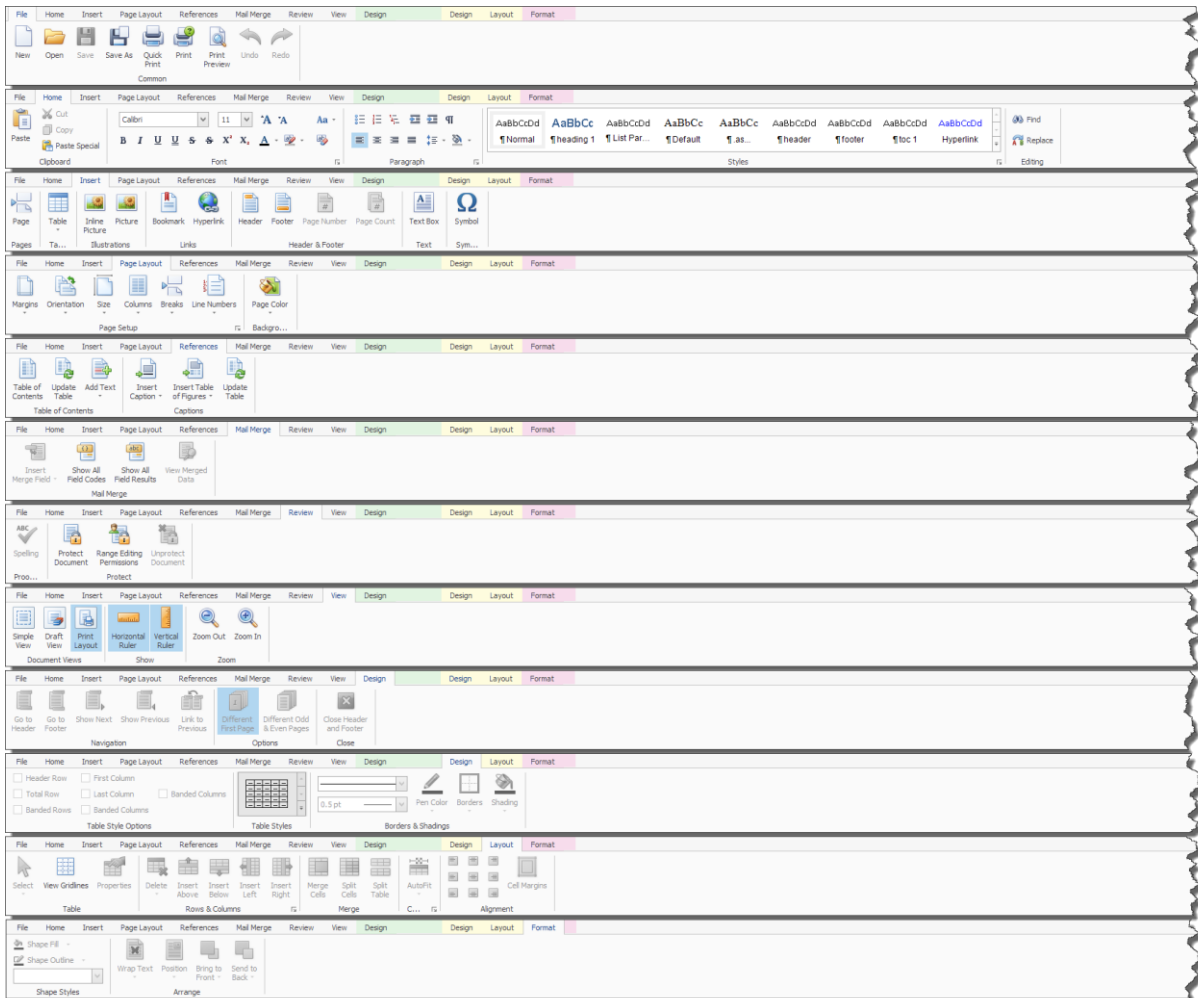 File Home Insert Page Layout References Mail Merge Review View Design Design Layout Format
New Open Save Save As Quick Print Print Print Preview Undo Redo
Common
File Home Insert Page Layout References Mail Merge Review View Design Design Layout Format
Paste Cut Copy Paste Special
Calibri 11 A A Aa
B I U U S S X² X₂ A
AaBbCcDd AaBbCc AaBbCcDd AaBbCc AaBbCc AaBbCcDd AaBbCcDd AaBbCcDd AaBbCcDd Find
¶ Normal ¶ heading 1 ¶ List Par... ¶ Default ¶ .as... ¶ header ¶ footer ¶ toc 1 Hyperlink Replace
Clipboard Font Paragraph Styles Editing
File Home Insert Page Layout References Mail Merge Review View Design Design Layout Format
Page Table Inline Picture Picture Bookmark Hyperlink Header Footer Page Number Page Count Text Box Symbol
Pages Ta... Illustrations Links Header & Footer Text Sym...
File Home Insert Page Layout References Mail Merge Review View Design Design Layout Format
Margins Orientation Size Columns Breaks Line Numbers Page Color
Page Setup Backgro...
File Home Insert Page Layout References Mail Merge Review View Design Design Layout Format
Table of Contents Update Table Add Text Insert Caption Insert Table of Figures Update Table
Table of Contents Captions
File Home Insert Page Layout References Mail Merge Review View Design Design Layout Format
Insert Merge Field Show All Field Codes Show All Field Results View Merged Data
Mail Merge
File Home Insert Page Layout References Mail Merge Review View Design Design Layout Format
ABC
Spelling Protect Document Range Editing Permissions Unprotect Document
Proo... Protect
File Home Insert Page Layout References Mail Merge Review View Design Design Layout Format
Simple View Draft View Print Layout Horizontal Ruler Vertical Ruler Zoom Out Zoom In
Document Views Show Zoom
File Home Insert Page Layout References Mail Merge Review View Design Design Layout Format
Go to Header Go to Footer Show Next Show Previous Link to Previous Different First Page Different Odd & Even Pages Close Header and Footer
Navigation Options Close
File Home Insert Page Layout References Mail Merge Review View Design Design Layout Format
Header Row First Column
Total Row Last Column Banded Columns
Banded Rows Banded Columns
0.5 pt Pen Color Borders Shading
Table Style Options Table Styles Borders & Shadings
File Home Insert Page Layout References Mail Merge Review View Design Design Layout Format
Select View Gridlines Properties Delete Insert Above Insert Below Insert Left Insert Right Merge Cells Split Cells Split Table AutoFit Cell Margins
Table Rows & Columns Merge C... Alignment
File Home Insert Page Layout References Mail Merge Review View Design Design Layout Format
Shape Fill
Shape Outline
Wrap Text Position Bring to Front Send to Back
Shape Styles Arrange